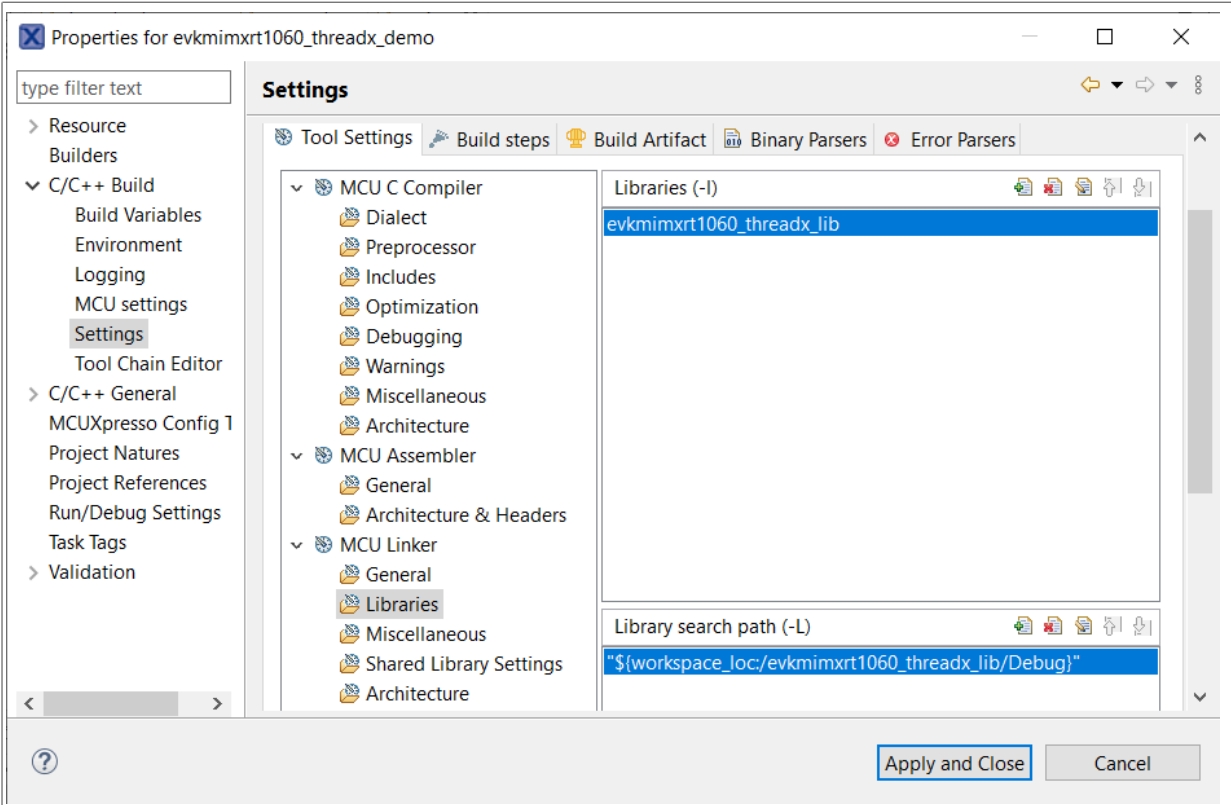 Properties for evkmimxrt1060_threadx_demo
type filter text
Resource
Builders
C/C++ Build
Build Variables
Environment
Logging
MCU settings
Settings
Tool Chain Editor
C/C++ General
MCUXpresso Config T
Project Natures
Project References
Run/Debug Settings
Task Tags
Validation
Settings
Tool Settings
Build steps
Build Artifact
Binary Parsers
Error Parsers
MCU C Compiler
Dialect
Preprocessor
Includes
Optimization
Debugging
Warnings
Miscellaneous
Architecture
MCU Assembler
General
Architecture & Headers
MCU Linker
General
Libraries
Miscellaneous
Shared Library Settings
Architecture
Libraries (-l)
evkmimxrt1060_threadx_lib
Library search path (-L)
"${workspace_loc:/evkmimxrt1060_threadx_lib/Debug}"
Apply and Close
Cancel